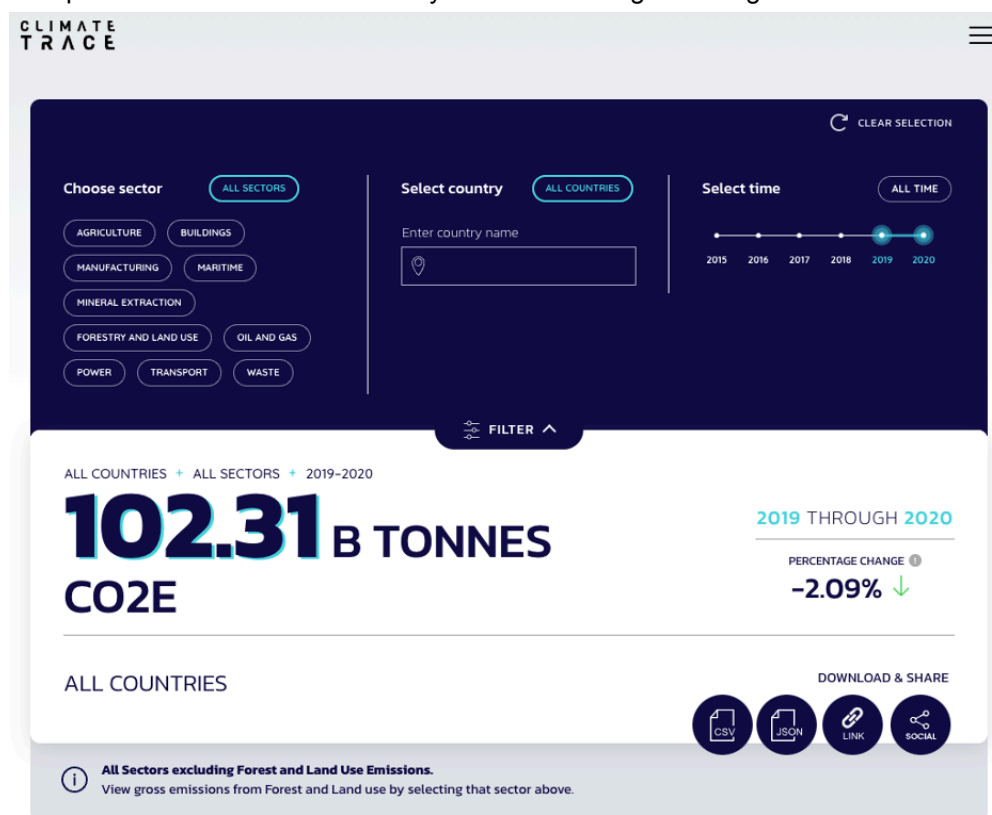 CLIMATE
TRACE
CLEAR SELECTION
Choose sector
ALL SECTORS
AGRICULTURE
BUILDINGS
MANUFACTURING
MARITIME
MINERAL EXTRACTION
FORESTRY AND LAND USE
OIL AND GAS
POWER
TRANSPORT
WASTE
Select country
ALL COUNTRIES
Enter country name
Select time
ALL TIME
2015 2016 2017 2018 2019 2020
FILTER
ALL COUNTRIES + ALL SECTORS + 2019-2020
102.31 B TONNES
CO2E
2019 THROUGH 2020
PERCENTAGE CHANGE
-2.09%
ALL COUNTRIES
DOWNLOAD & SHARE
CSV
JSON
LINK
SOCIAL
All Sectors excluding Forest and Land Use Emissions.
View gross emissions from Forest and Land use by selecting that sector above.